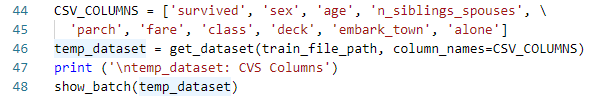 44 CSV_COLUMNS = ['survived', 'sex', 'age', 'n_siblings_spouses', \
45 'parch', 'fare', 'class', 'deck', 'embark_town', 'alone']
46 temp_dataset = get_dataset(train_file_path, column_names=CSV_COLUMNS)
47 print ('\ntemp_dataset: CVS Columns')
48 show_batch(temp_dataset)